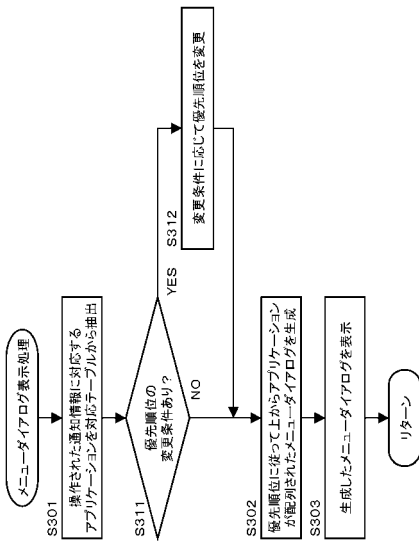 メニューダイアログ表示処理
S301
操作された通知情報に対応する
アプリケーションを対応テーブルから抽出
S311
優先順位の
変更条件あり？
YES
NO
S312
変更条件に応じて優先順位を変更
S302
優先順位に従って上からアプリケーション
が配列されたメニューダイアログを生成
S303
生成したメニューダイアログを表示
リターン